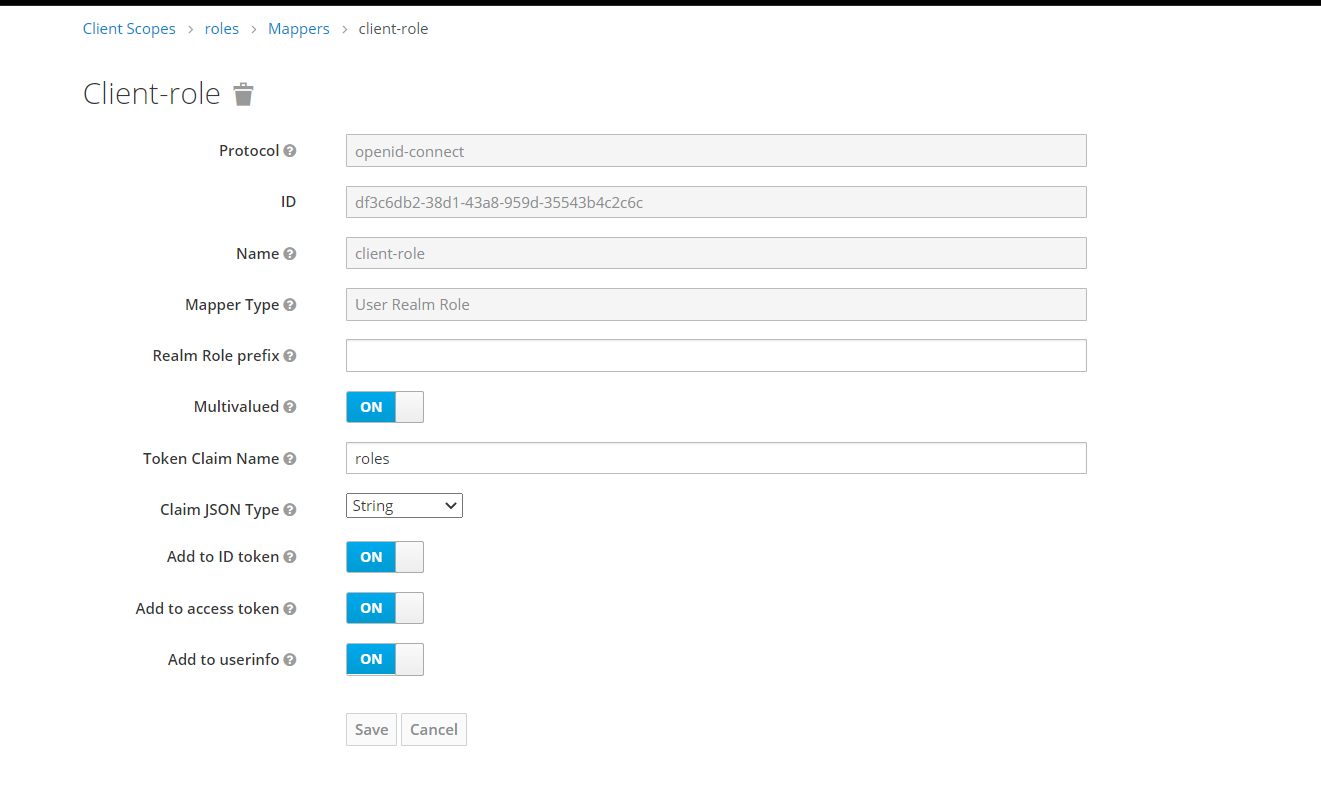 Client Scopes > roles > Mappers > client-role
Client-role
Protocol openid-connect
ID df3c6db2-38d1-43a8-959d-35543b4c2c6c
Name client-role
Mapper Type User Realm Role
Realm Role prefix
Multivalued ON
Token Claim Name roles
Claim JSON Type String
Add to ID token ON
Add to access token ON
Add to userinfo ON
Save Cancel